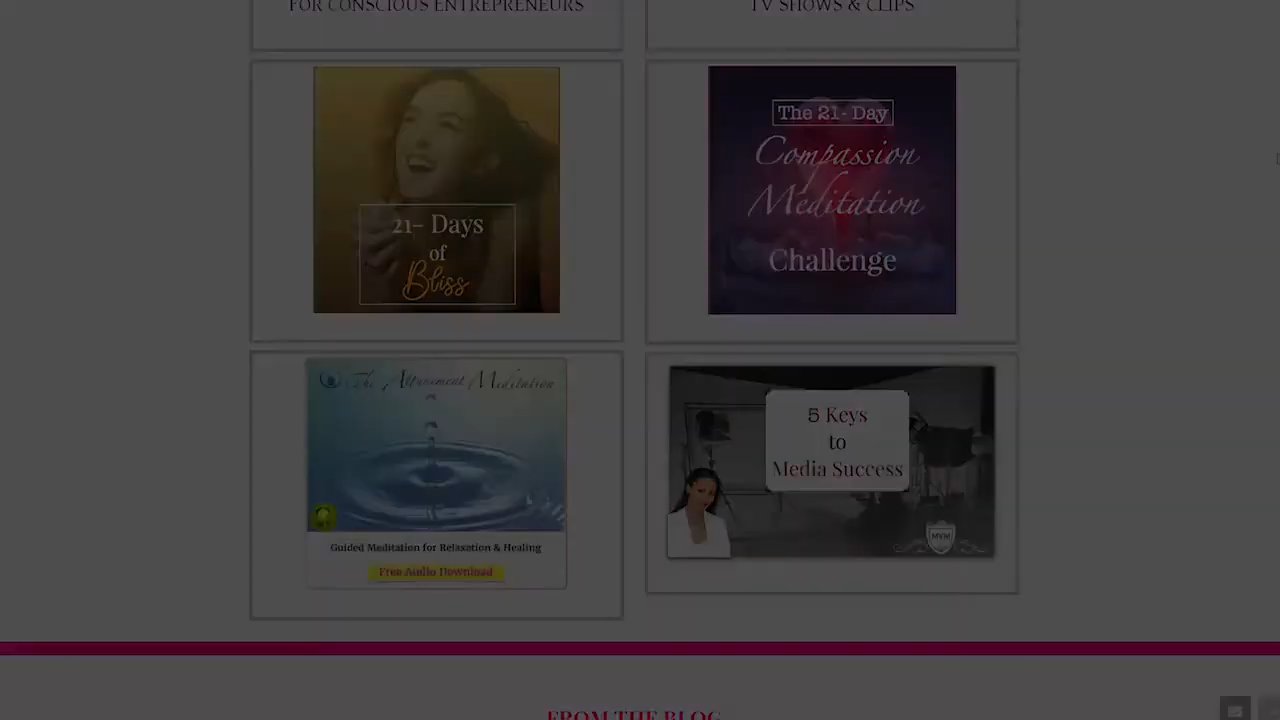 FOR CONSCIOUS ENTREPRENEURS
TV SHOWS & CLIPS
21- Days
of
Bliss
The 21- Day
Compassion
Meditation
Challenge
The Attunement Meditation
Guided Meditation for Relaxation & Healing
Free Audio Download
5 Keys
to
Media Success
MVM
FROM THE BLOG